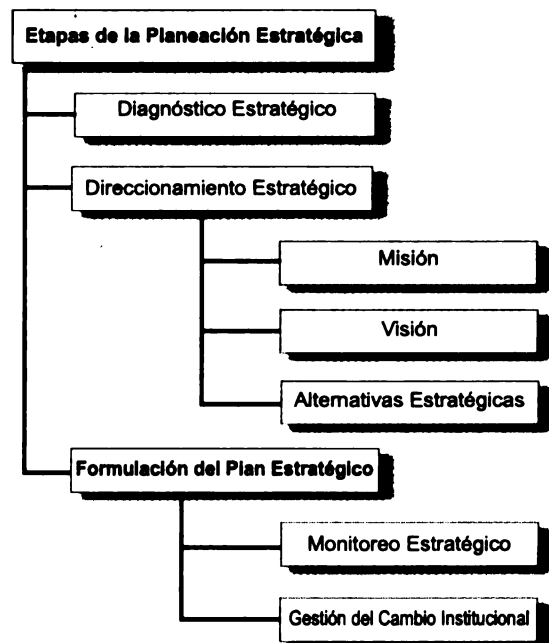 Etapas de la Planeación Estratégica
Diagnóstico Estratégico
Direccionamiento Estratégico
Misión
Visión
Alternativas Estratégicas
Formulación del Plan Estratégico
Monitoreo Estratégico
Gestión del Cambio Institucional